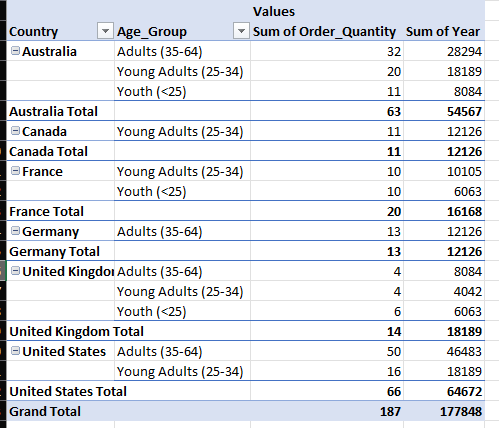 Values
Country Age_Group Sum of Order_Quantity Sum of Year
Australia Adults (35-64) 32 28294
Young Adults (25-34) 20 18189
Youth (<25) 11 8084
Australia Total 63 54567
Canada Young Adults (25-34) 11 12126
Canada Total 11 12126
France Young Adults (25-34) 10 10105
Youth (<25) 10 6063
France Total 20 16168
Germany Adults (35-64) 13 12126
Germany Total 13 12126
United Kingdo Adults (35-64) 4 8084
Young Adults (25-34) 4 4042
Youth (<25) 6 6063
United Kingdom Total 14 18189
United States Adults (35-64) 50 46483
Young Adults (25-34) 16 18189
United States Total 66 64672
Grand Total 187 177848